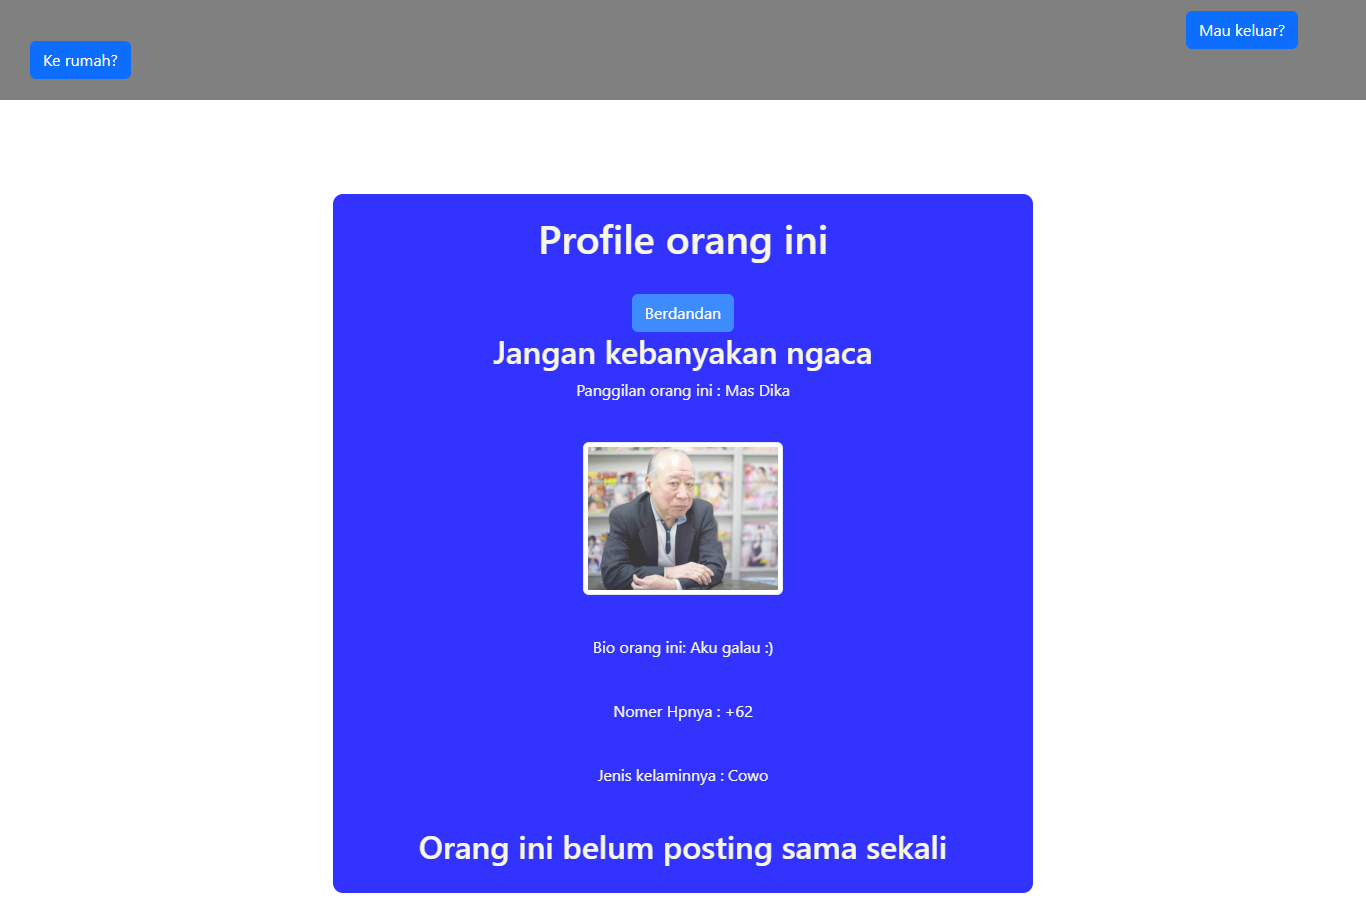 Mau keluar?
Ke rumah?
Profile orang ini
Berdandan
Jangan kebanyakan ngaca
Panggilan orang ini : Mas Dika
Bio orang ini: Aku galau :)
Nomer Hpnya : +62
Jenis kelaminnya : Cowo
Orang ini belum posting sama sekali